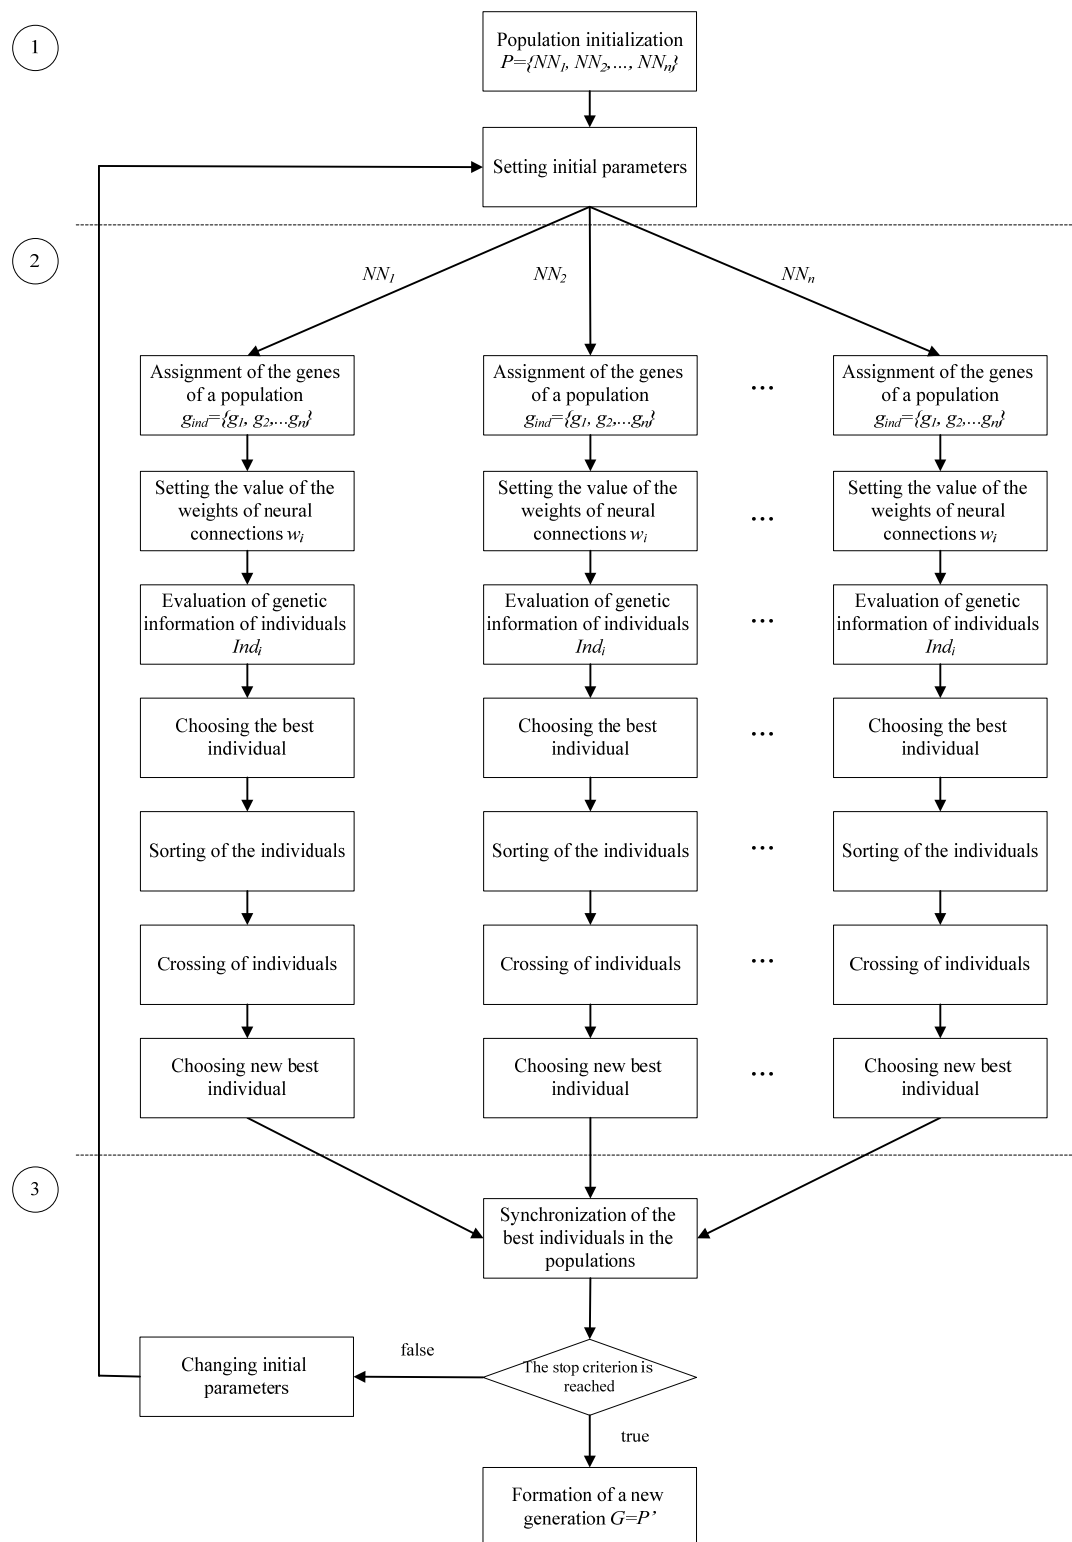 1
Population initialization
P={NN1, NN2,..., NNn}
Setting initial parameters
2
NN1
NN2
NNn
Assignment of the genes
of a population
gind={g1, g2,...gn}
Assignment of the genes
of a population
gind={g1, g2,...gn}
...
Assignment of the genes
of a population
gind={g1, g2,...gn}
Setting the value of the
weights of neural
connections wi
Setting the value of the
weights of neural
connections wi
...
Setting the value of the
weights of neural
connections wi
Evaluation of genetic
information of individuals
Indi
Evaluation of genetic
information of individuals
Indi
...
Evaluation of genetic
information of individuals
Indi
Choosing the best
individual
Choosing the best
individual
...
Choosing the best
individual
Sorting of the individuals
Sorting of the individuals
...
Sorting of the individuals
Crossing of individuals
Crossing of individuals
...
Crossing of individuals
Choosing new best
individual
Choosing new best
individual
...
Choosing new best
individual
3
Synchronization of the
best individuals in the
populations
The stop criterion is
reached
false
Changing initial
parameters
true
Formation of a new
generation G=P’